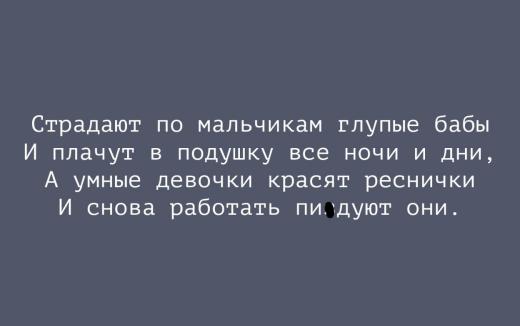 Страдают по мальчикам глупые бабы
И плачут в подушку все ночи и дни,
А умные девочки красят реснички
И снова работать они.